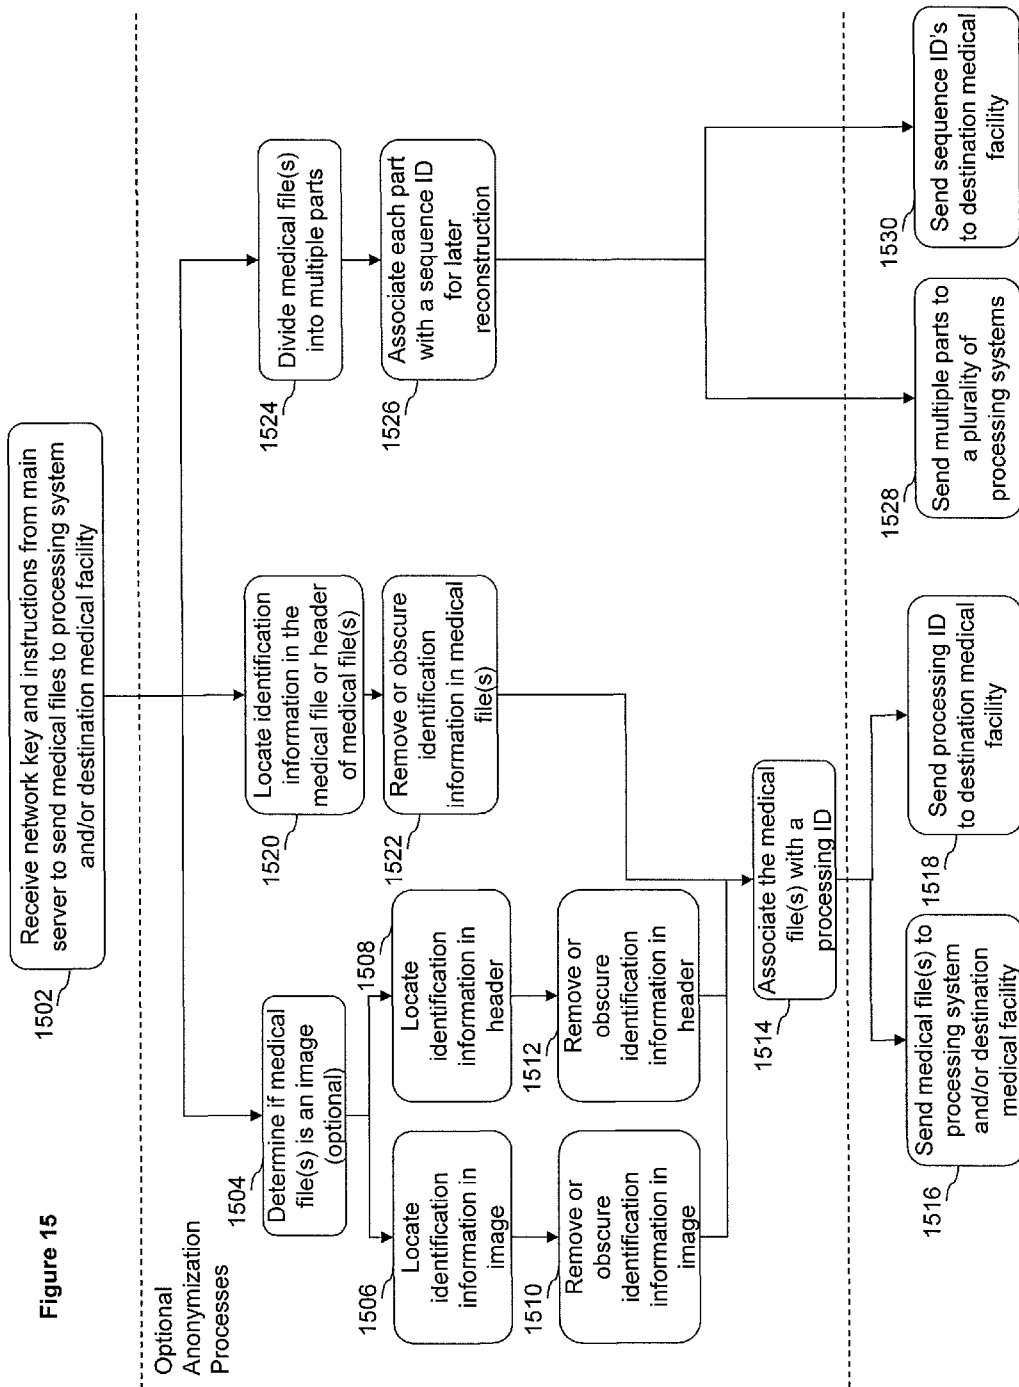 Figure 15
Receive network key and instructions from main
server to send medical files to processing system
and/or destination medical facility
1502
Optional
Anonymization
Processes
Determine if medical
file(s) is an image
(optional)
1504
Locate
identification
information in
image
1506
Locate
identification
information in
header
1508
Remove or
obscure
identification
information in
image
1510
Remove or
obscure
identification
information in
header
1512
Locate identification
information in the
medical file or header
of medical file(s)
1520
Remove or obscure
identification
information in medical
file(s)
1522
Divide medical file(s)
into multiple parts
1524
Associate each part
with a sequence ID
for later
reconstruction
1526
Associate the medical
file(s) with a
processing ID
1514
Send medical file(s) to
processing system
and/or destination
medical facility
1516
Send processing ID
to destination medical
facility
1518
Send multiple parts to
a plurality of
processing systems
1528
Send sequence ID's
to destination medical
facility
1530